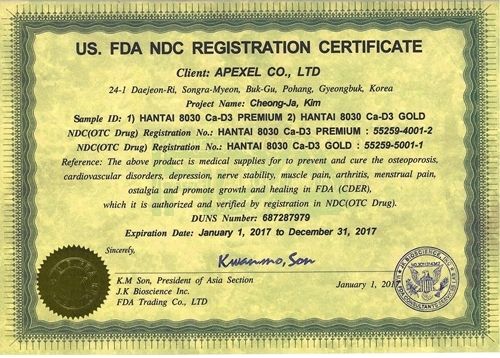 US. FDA NDC REGISTRATION CERTIFICATE
Client: APEXEL CO., LTD
24-1 Daejeon-Ri, Songra-Myeon, Buk-Gu, Pohang, Gyeongbuk, Korea
Project Name: Cheong-Ja, Kim
Sample ID: 1) HANTAI 8030 Ca-D3 PREMIUM 2) HANTAI 8030 Ca-D3 GOLD
NDC(OTC Drug) Registration No.: HANTAI 8030 Ca-D3 PREMIUM : 55259-4001-2
NDC(OTC Drug) Registration No.: HANTAI 8030 Ca-D3 GOLD : 55259-5001-1
Reference: The above product is medical supplies for to prevent and cure the osteoporosis,
cardiovascular disorders, depression, nerve stability, muscle pain, arthritis, menstrual pain,
ostalgia and promote growth and healing in FDA (CDER),
which it is authorized and verified by registration in NDC(OTC Drug).
DUNS Number: 687287979
Expiration Date: January 1, 2017 to December 31, 2017
Sincerely,
Kwanmo, Son
K.M Son, President of Asia Section
J.K Bioscience Inc.
FDA Trading Co., LTD
January 1, 2017
JK BIOSCIENCE, INC.